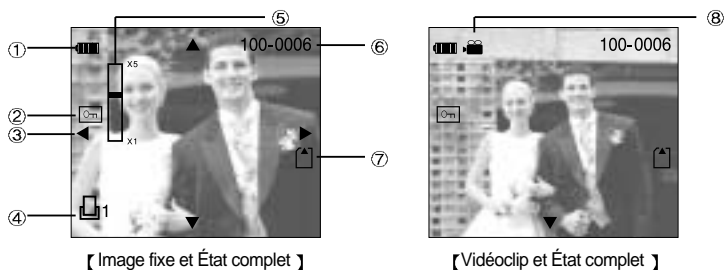 ⑤ ⑧
① 100-0006 ⑥ 100-0006
X5
②
③ X1
⑦
④ 1
【 Image fixe et État complet 】 【Vidéoclip et État complet 】